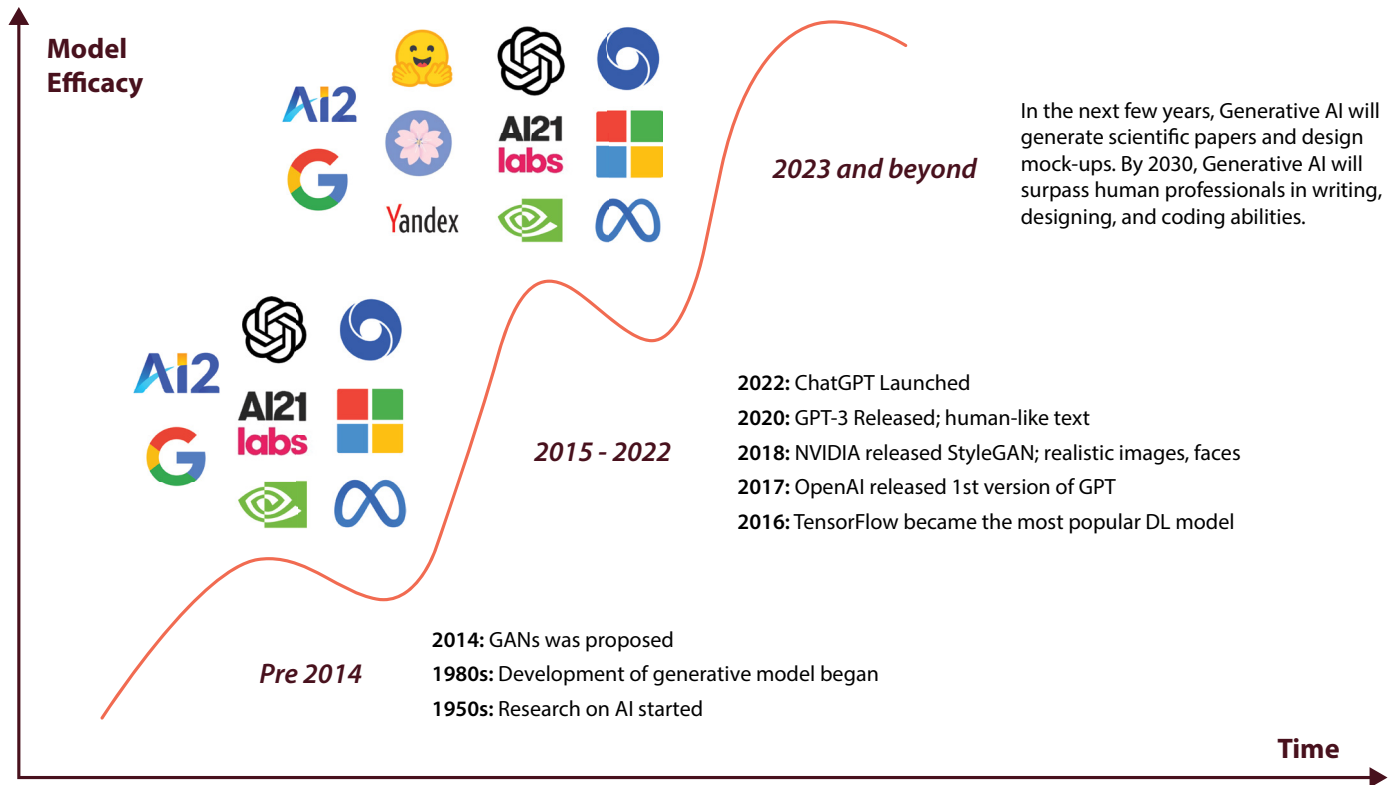 Model
Efficacy
Ai2
AI21
labs
Yandex
2023 and beyond
In the next few years, Generative AI will
generate scientific papers and design
mock-ups. By 2030, Generative AI will
surpass human professionals in writing,
designing, and coding abilities.
Ai2
AI21
labs
2015 - 2022
2022: ChatGPT Launched
2020: GPT-3 Released; human-like text
2018: NVIDIA released StyleGAN; realistic images, faces
2017: OpenAI released 1st version of GPT
2016: TensorFlow became the most popular DL model
Pre 2014
2014: GANs was proposed
1980s: Development of generative model began
1950s: Research on AI started
Time